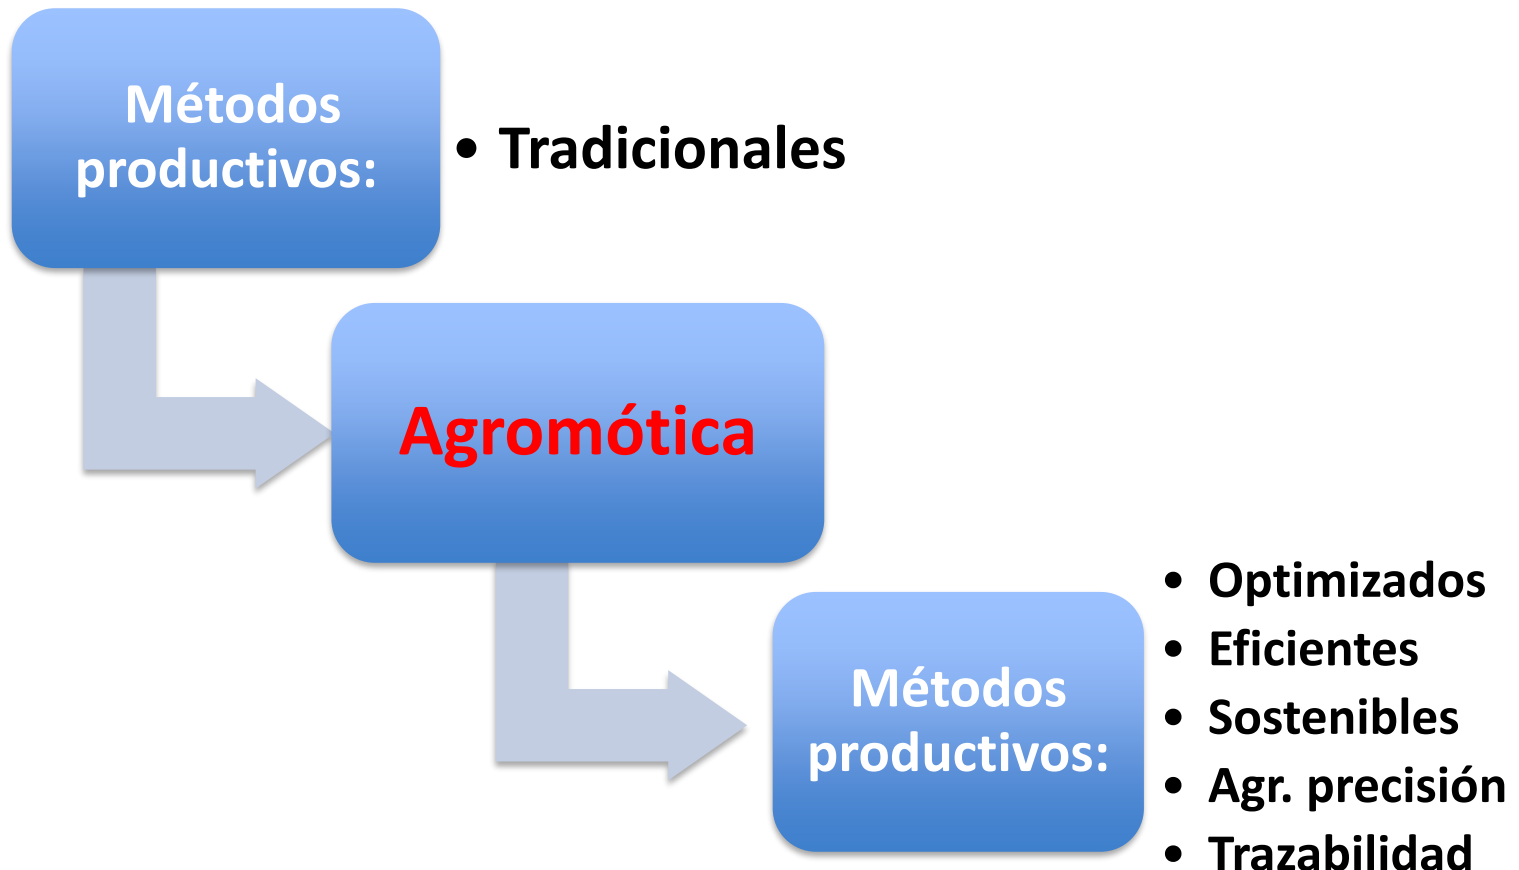 Métodos
productivos:
• Tradicionales
Agromótica
Métodos
productivos:
• Optimizados
• Eficientes
• Sostenibles
• Agr. precisión
• Trazabilidad